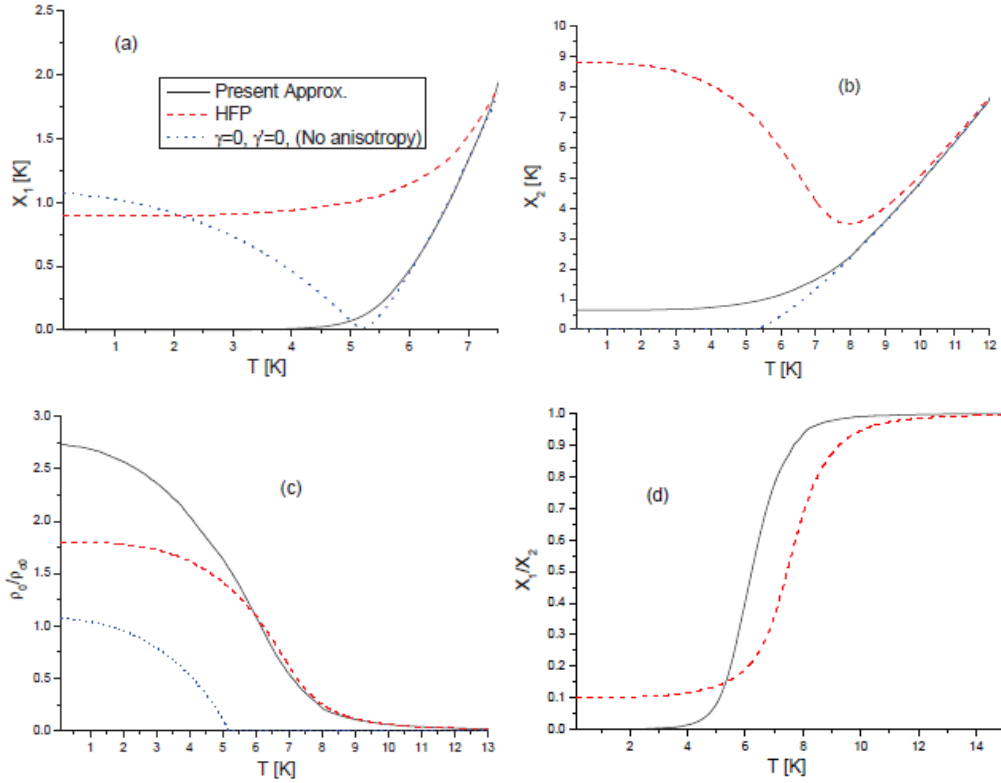 (a)
X₁ [K]
2.5
2.0
1.5
1.0
0.5
0.0
Present Approx.
HFP
γ=0, γ'=0, (No anisotropy)
1 2 3 4 5 6 7
T [K]
(b)
X₂ [K]
10
9
8
7
6
5
4
3
2
1
0
1 2 3 4 5 6 7 8 9 10 11 12
T [K]
(c)
ρ₀/ρ_c0
3.0
2.5
2.0
1.5
1.0
0.5
0.0
1 2 3 4 5 6 7 8 9 10 11 12 13
T [K]
(d)
X₁/X₂
1.0
0.9
0.8
0.7
0.6
0.5
0.4
0.3
0.2
0.1
0.0
2 4 6 8 10 12 14
T [K]